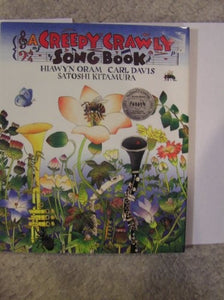 A CREEPY CRAWLY
SONG BOOK
HIAWYN ORAM CARL DAVIS
SATOSHI KITAMURA